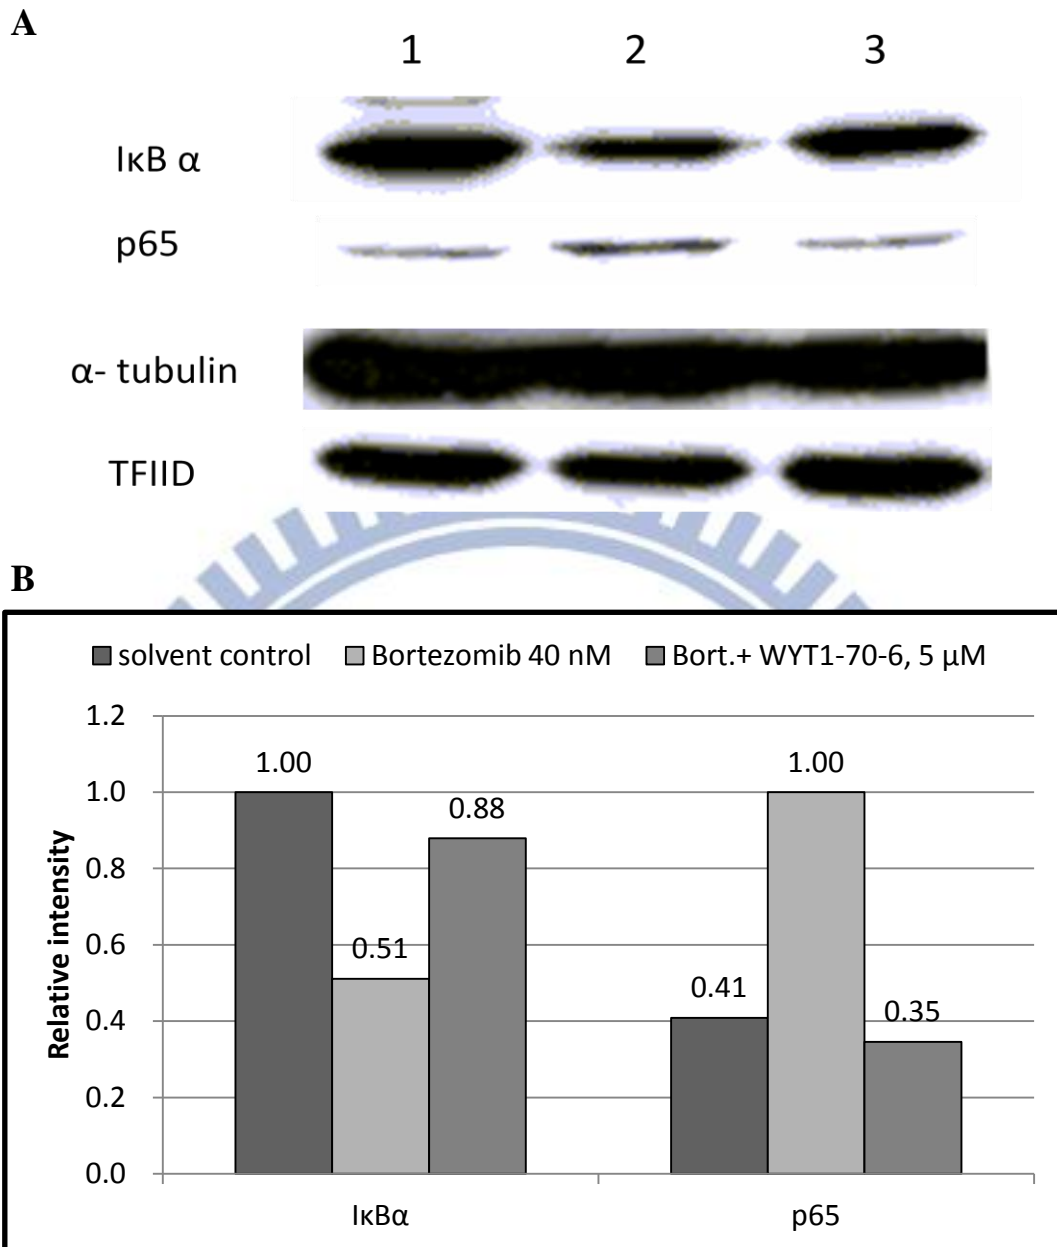 A
1 2 3
IκB α
p65
α- tubulin
TFIID
B
solvent control Bortezomib 40 nM Bort.+ WYT1-70-6, 5 μM
1.2
1.0
0.8
0.6
0.4
0.2
0.0
Relative intensity
1.00
0.51
0.88
0.41
1.00
0.35
IκBα p65